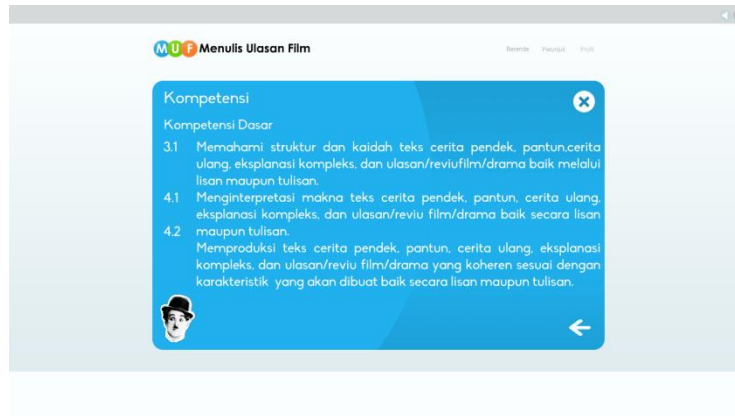 MUF Menulis Ulasan Film
Beranda Petunjuk Profil
Kompetensi
Kompetensi Dasar
3.1 Memahami struktur dan kaidah teks cerita pendek, pantun,cerita
ulang, eksplanasi kompleks, dan ulasan/reviufilm/drama baik melalui
lisan maupun tulisan.
4.1 Menginterpretasi makna teks cerita pendek, pantun, cerita ulang,
eksplanasi kompleks, dan ulasan/reviu film/drama baik secara lisan
4.2 maupun tulisan.
Memproduksi teks cerita pendek, pantun, cerita ulang, eksplanasi
kompleks, dan ulasan/reviu film/drama yang koheren sesuai dengan
karakteristik yang akan dibuat baik secara lisan maupun tulisan.